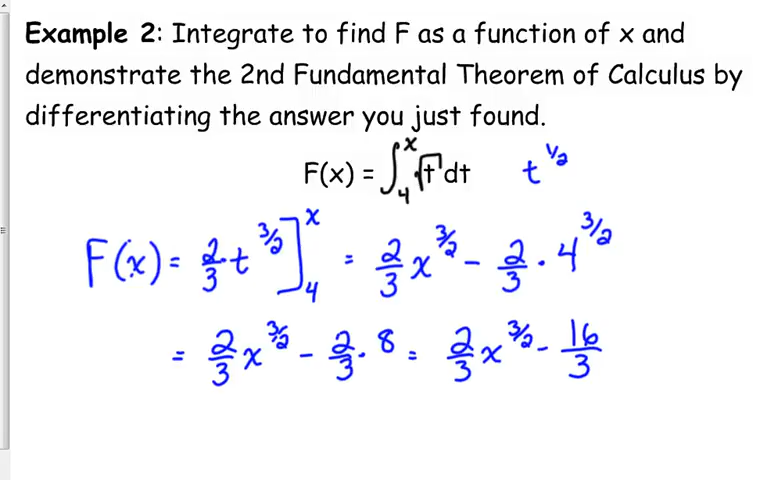 Example 2: Integrate to find F as a function of x and
demonstrate the 2nd Fundamental Theorem of Calculus by
differentiating the answer you just found.
F(x) = ∫₄ˣ √t dt t^(1/2)
F(x) = 2/3 t^(3/2) ]₄ˣ = 2/3 x^(3/2) - 2/3 · 4^(3/2)
= 2/3 x^(3/2) - 2/3 · 8 = 2/3 x^(3/2) - 16/3